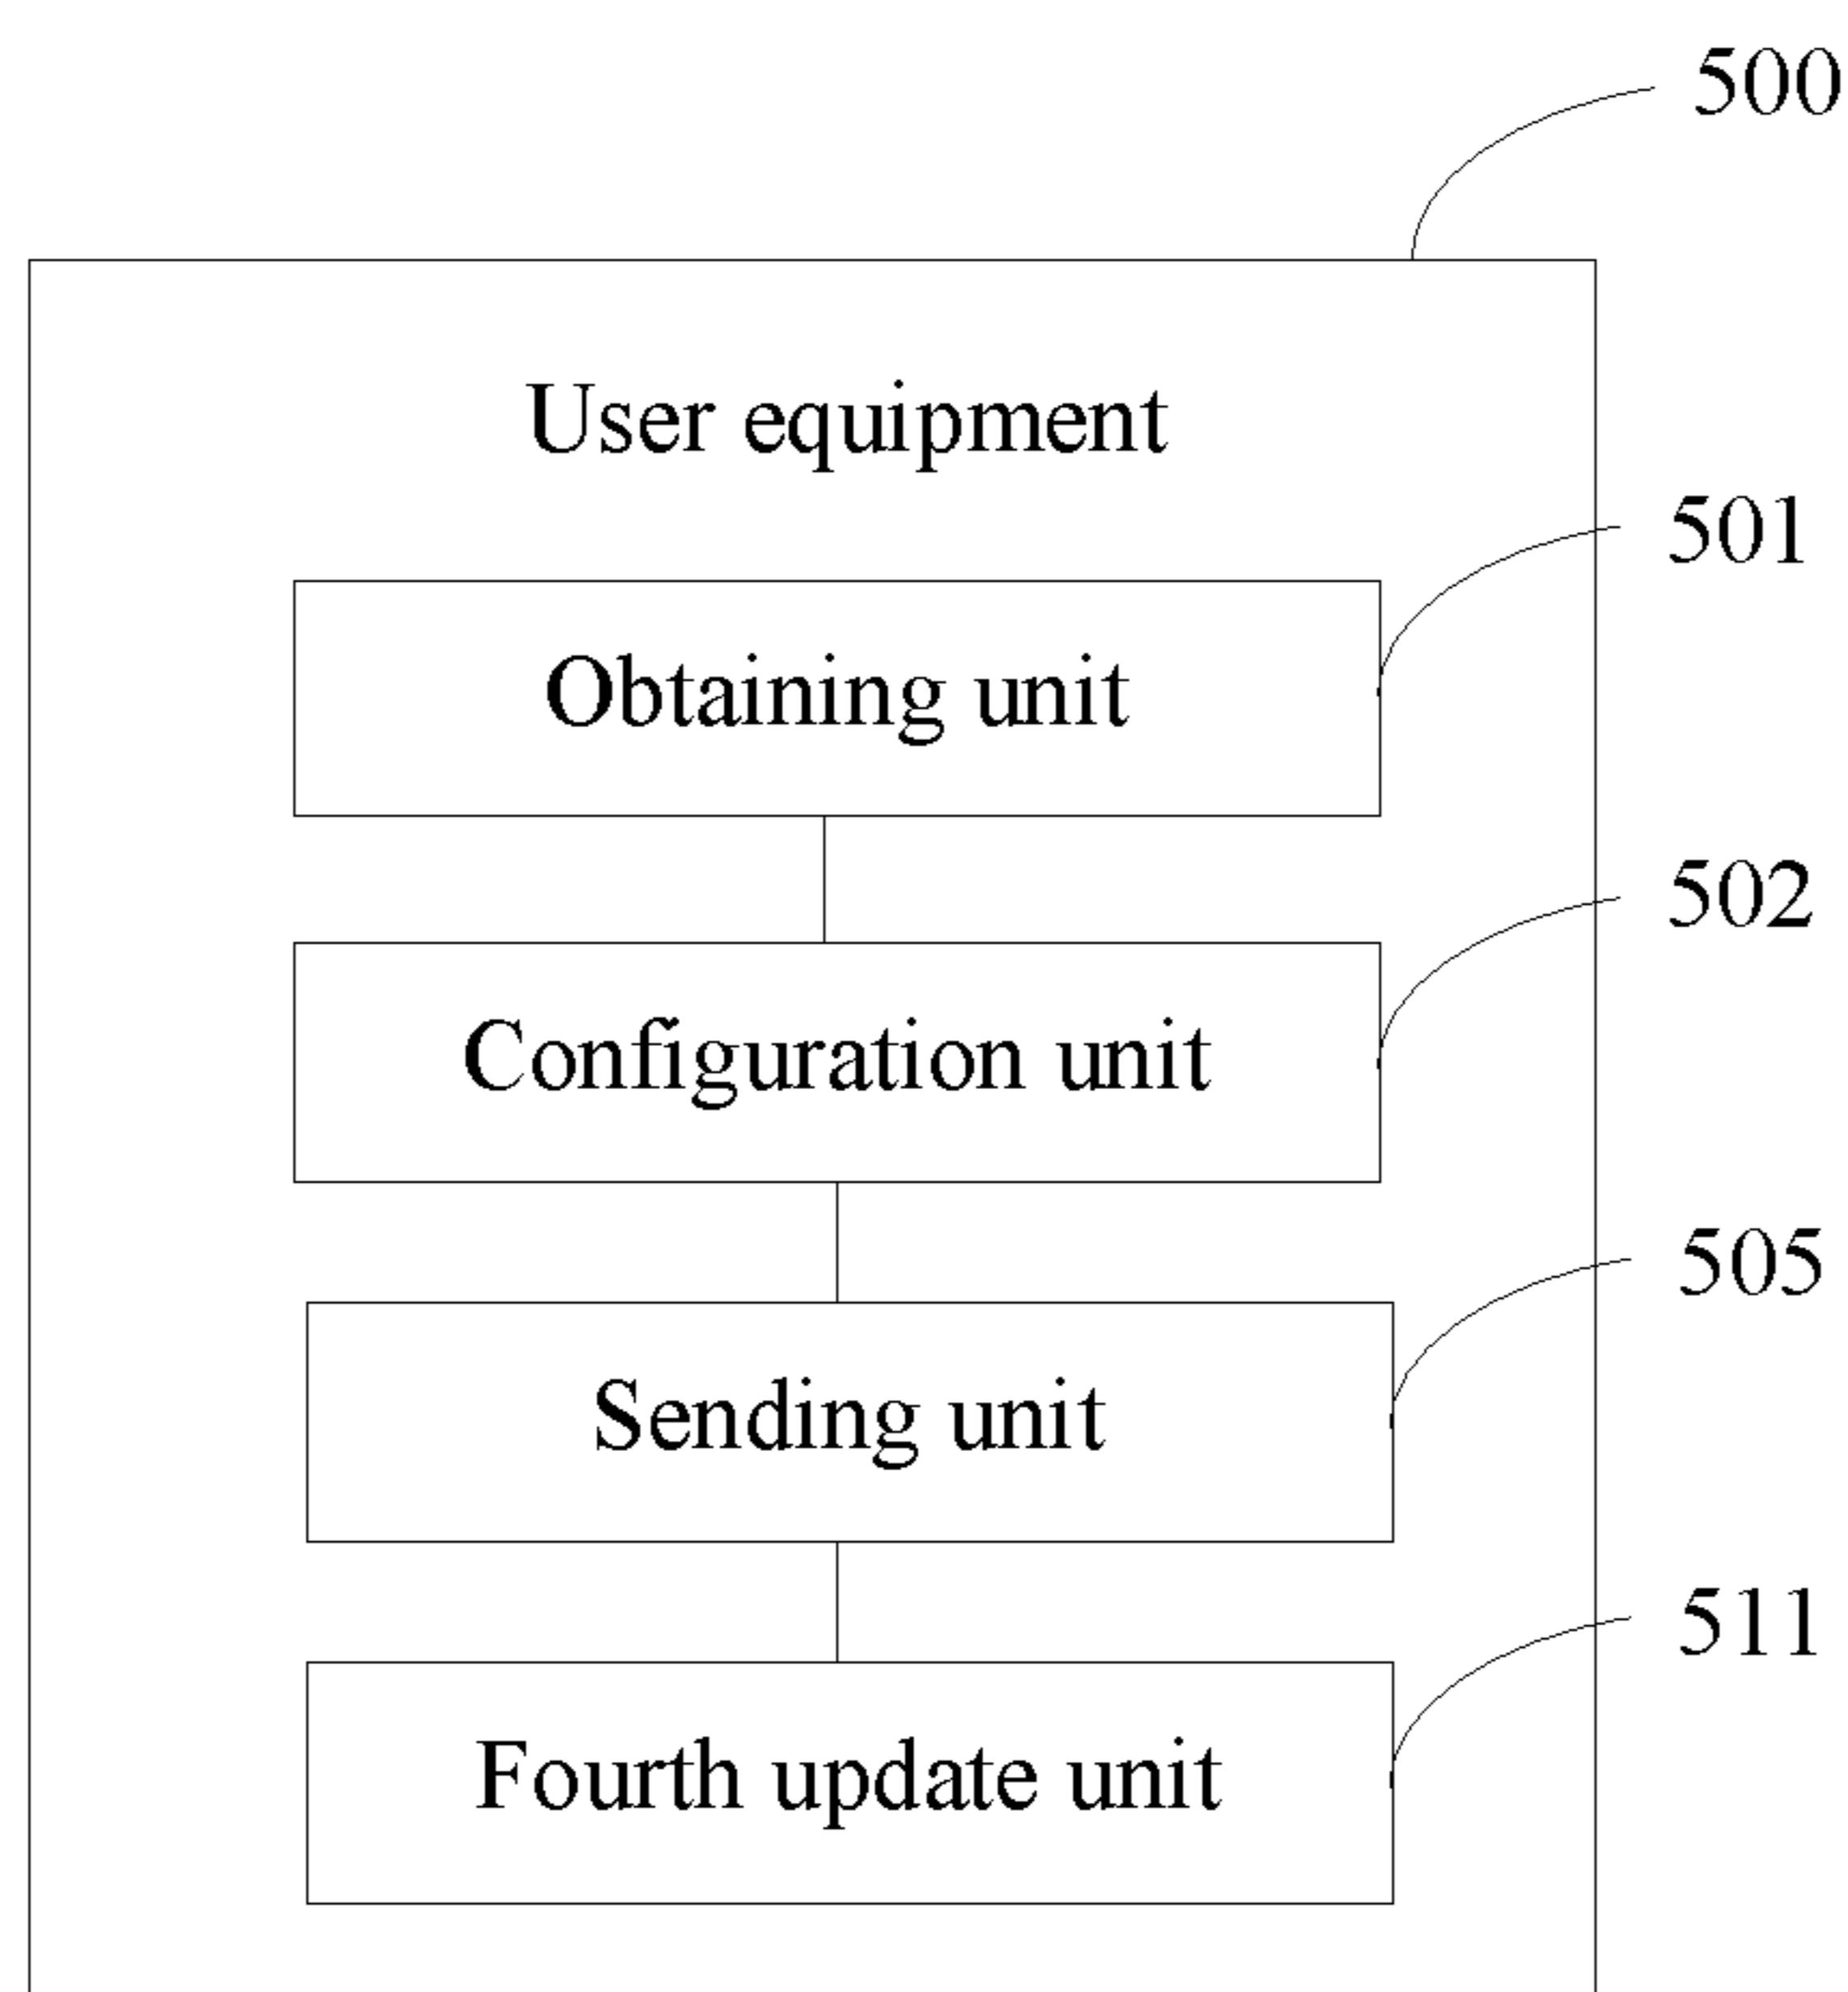 500
User equipment
501
Obtaining unit
502
Configuration unit
505
Sending unit
511
Fourth update unit